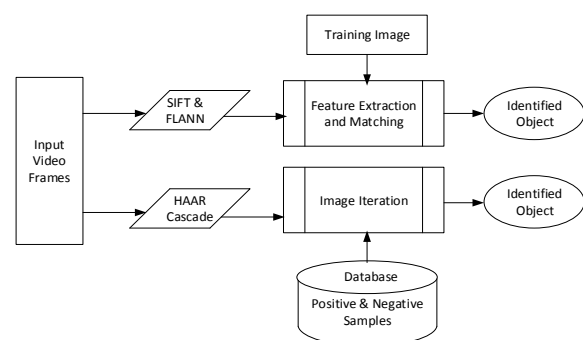 Training Image
Input
Video
Frames
SIFT &
FLANN
Feature Extraction
and Matching
Identified
Object
HAAR
Cascade
Image Iteration
Identified
Object
Database
Positive & Negative
Samples